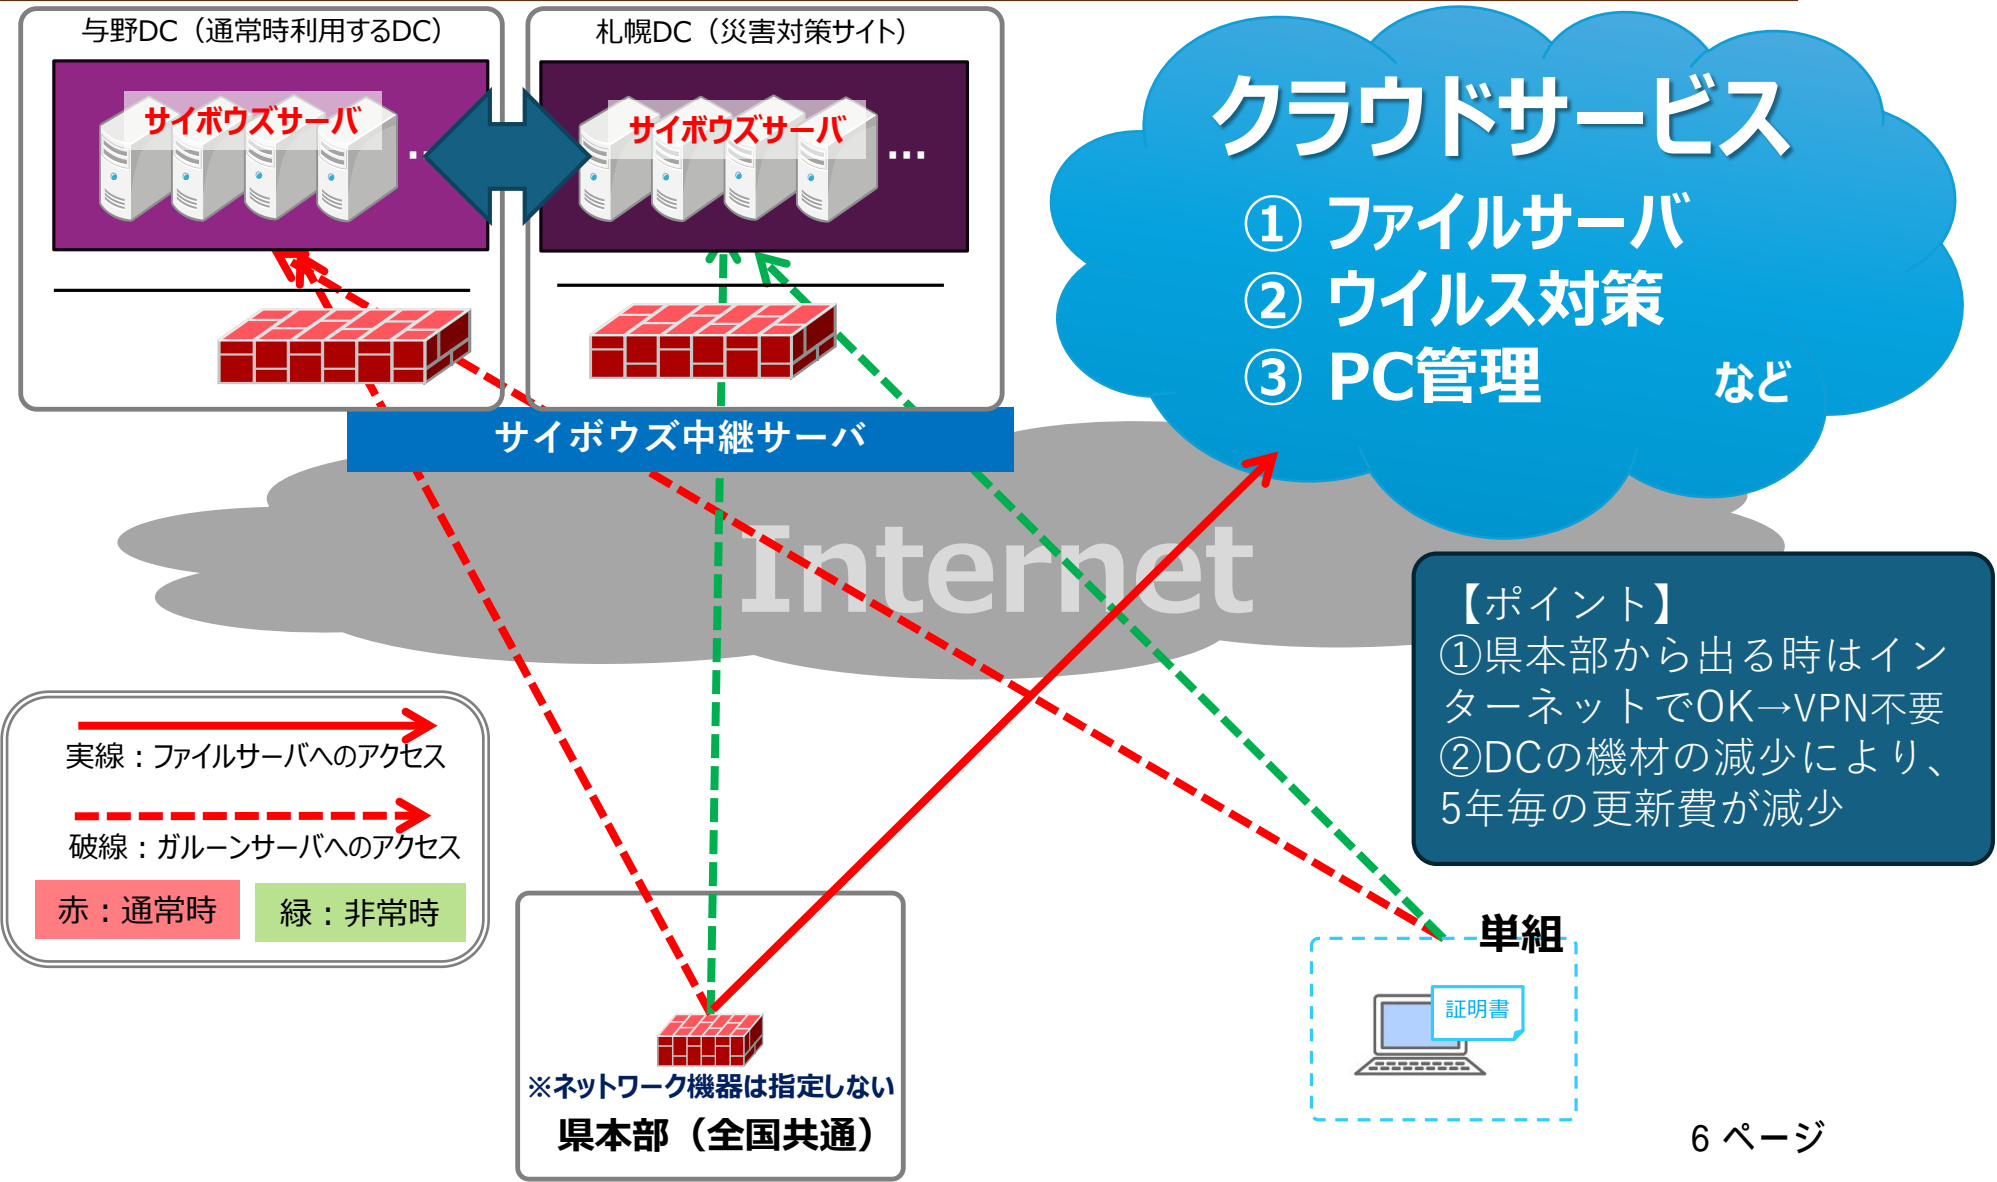 与野DC（通常時利用するDC）
札幌DC（災害対策サイト）
サイボウズサーバ
…
サイボウズサーバ
…
クラウドサービス
① ファイルサーバ
② ウイルス対策
③ PC管理 など
サイボウズ中継サーバ
Internet
【ポイント】
①県本部から出る時はイン
ターネットでOK→VPN不要
②DCの機材の減少により、
5年毎の更新費が減少
実線：ファイルサーバへのアクセス
破線：ガルーンサーバへのアクセス
赤：通常時
緑：非常時
単組
証明書
※ネットワーク機器は指定しない
県本部（全国共通）
6 ページ